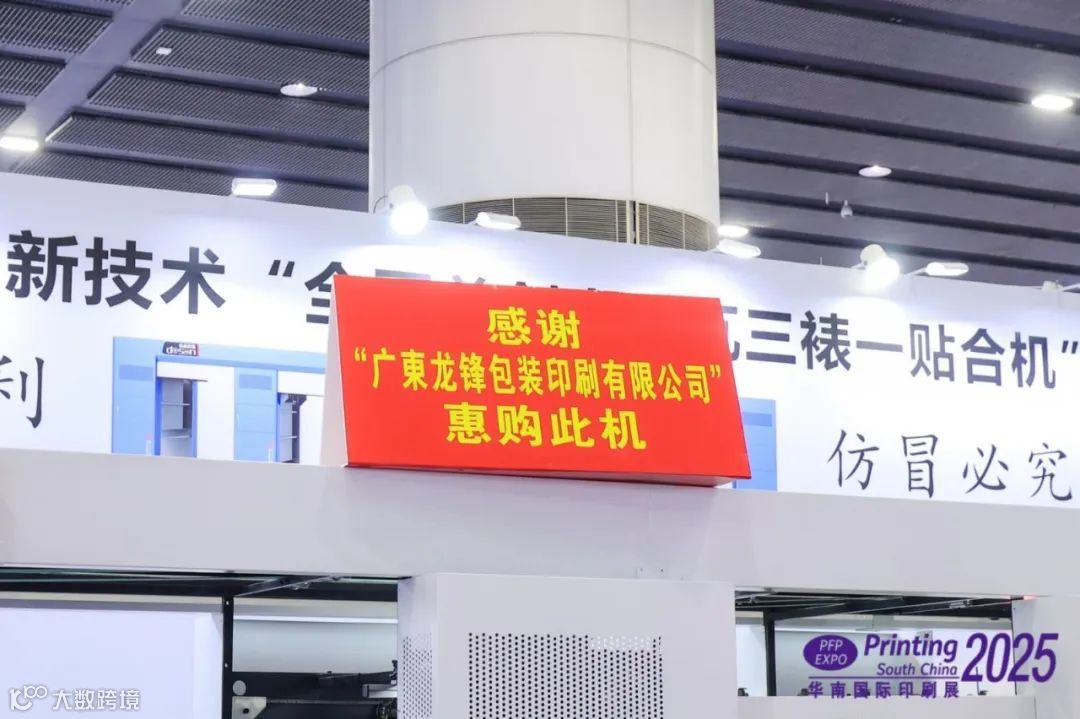 新技术“全
三裱一贴合机”
利
desen
仿冒必究
感谢
“广東龙锋包装印刷有限公司”
惠购此机
PFP EXPO
Printing South China 2025
华南国际印刷展
大数跨境